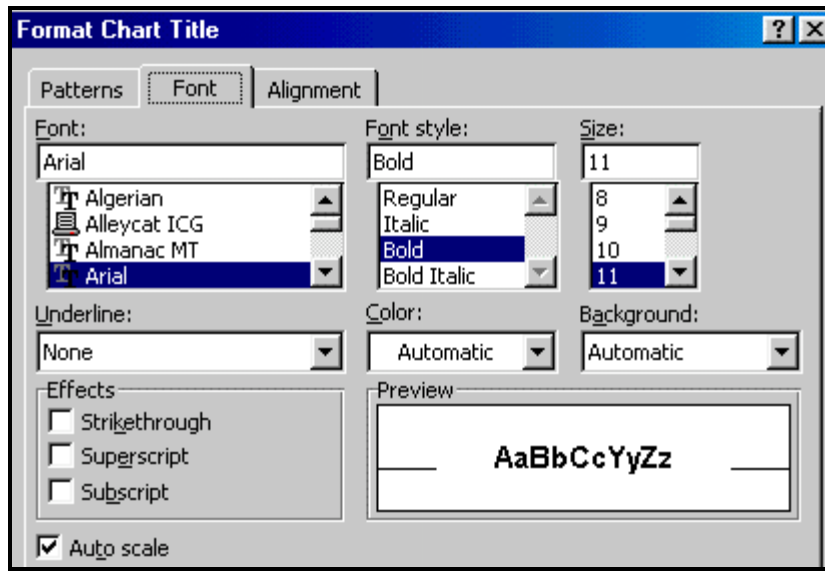 Format Chart Title
Patterns Font Alignment
Font: Font style: Size:
Arial Bold 11
Algerian Regular 8
Alleycat ICG Italic 9
Almanac MT Bold 10
Arial Bold Italic 11
Underline: Color: Background:
None Automatic Automatic
Effects Preview
Strikethrough
Superscript AaBbCcYyZz
Subscript
Auto scale